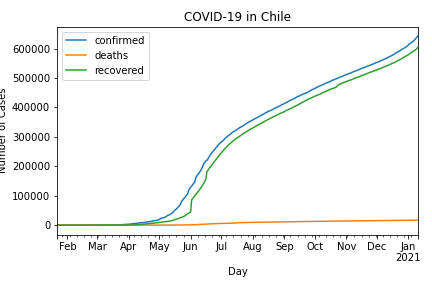 COVID-19 in Chile
confirmed
deaths
recovered
600000
500000
400000
300000
200000
100000
0
Number of Cases
Feb Mar Apr May Jun Jul Aug Sep Oct Nov Dec Jan
2021
Day